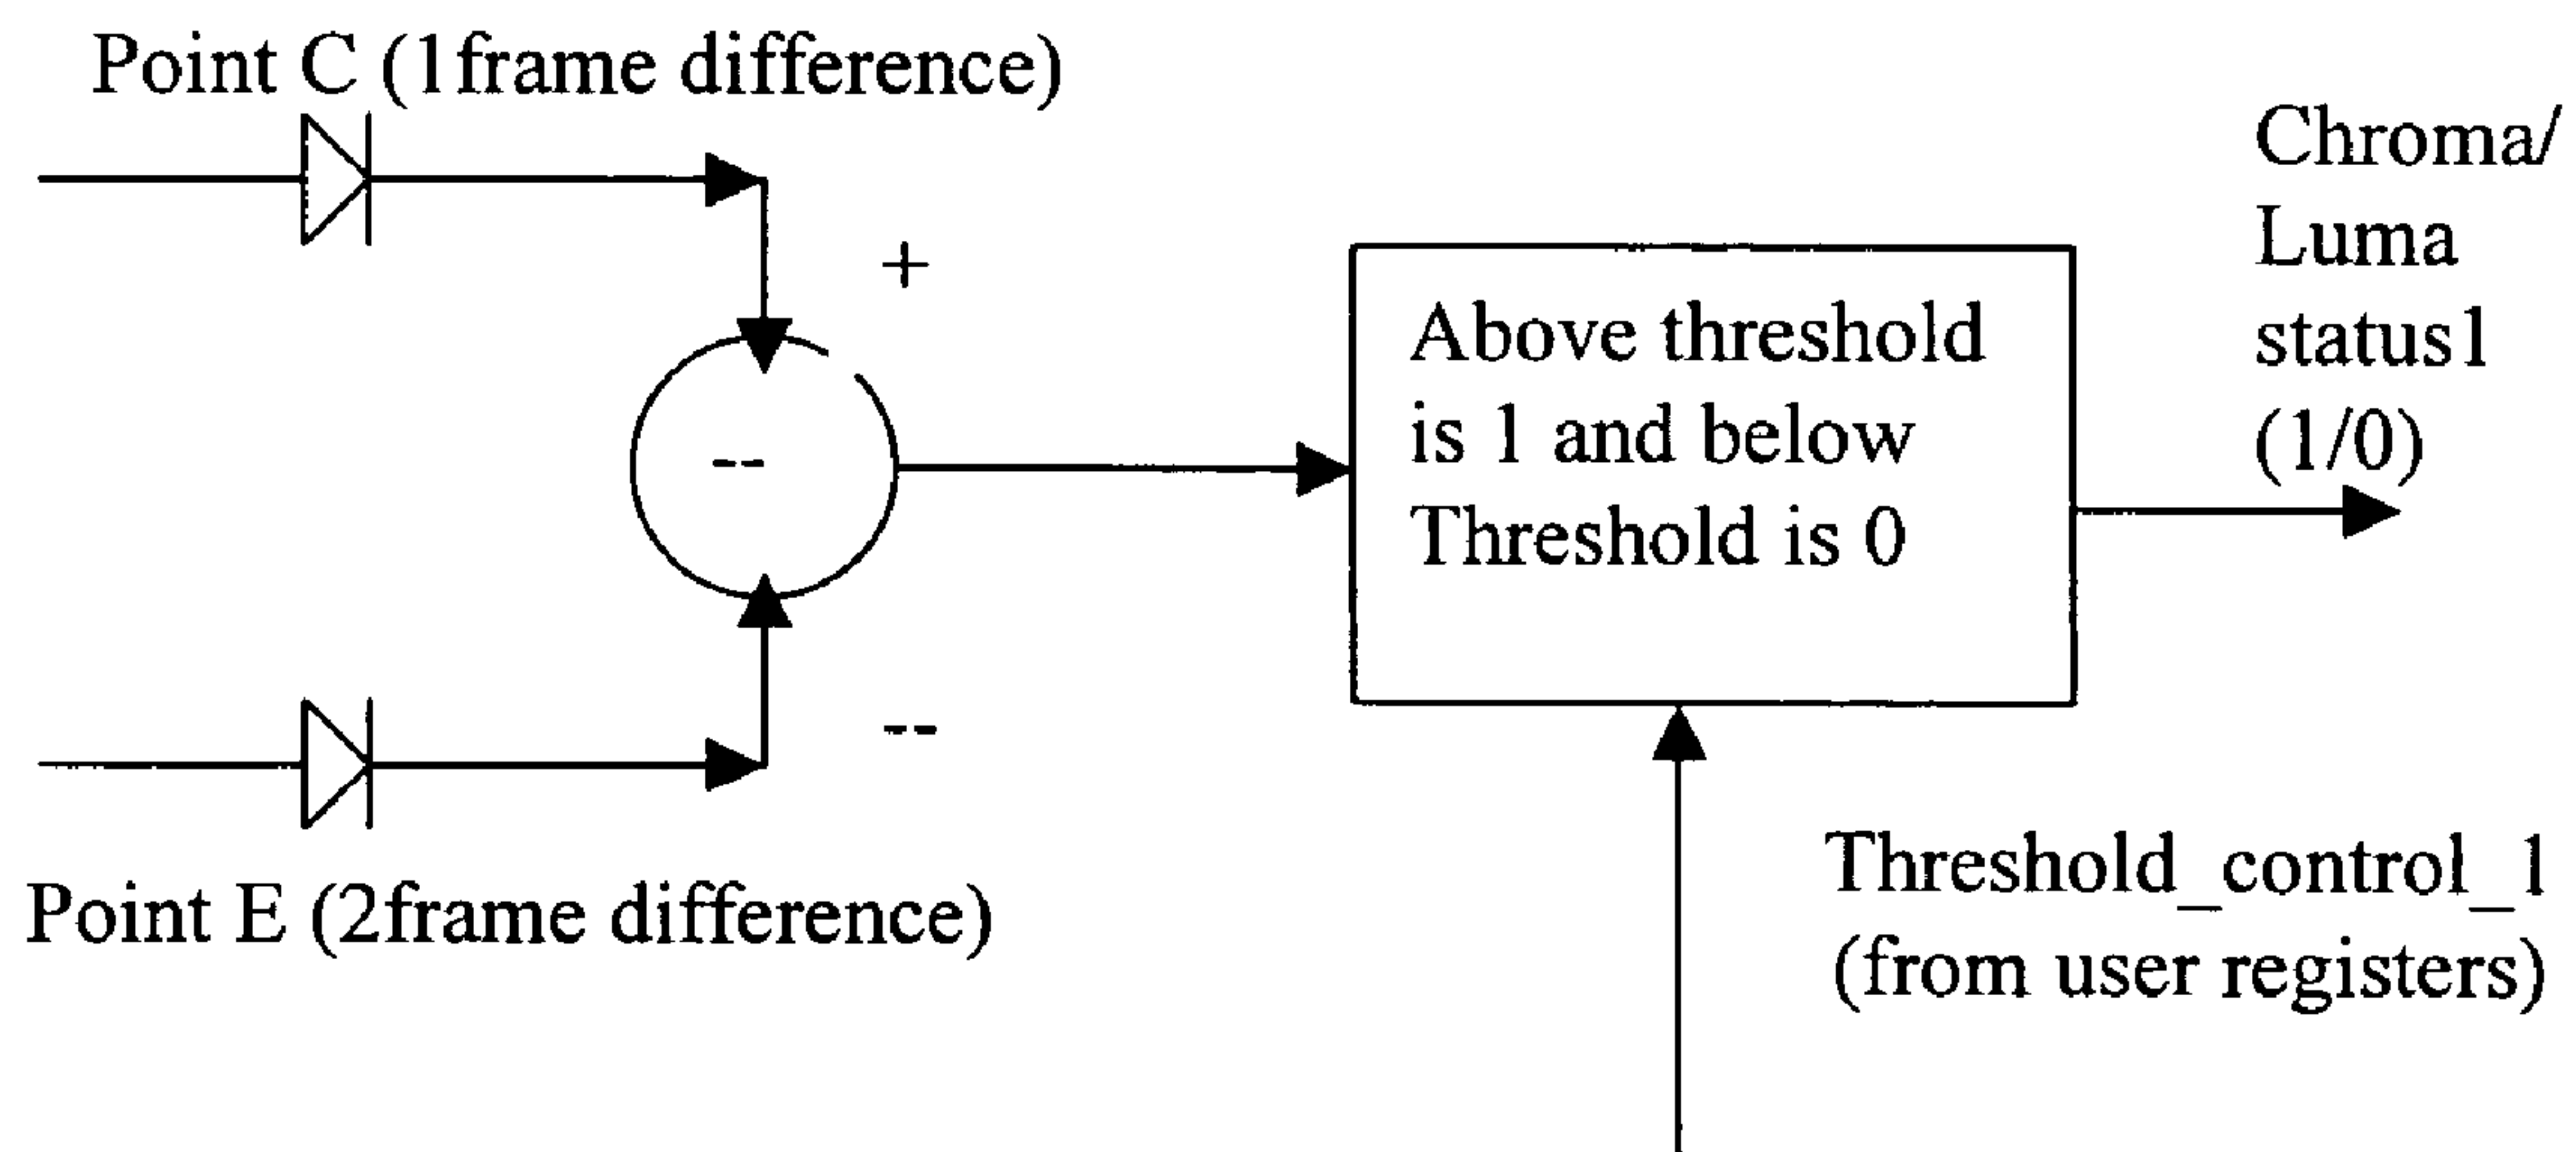 Point C (1frame difference)
+
--
--
Point E (2frame difference)
Above threshold
is 1 and below
Threshold is 0
Chroma/
Luma
status1
(1/0)
Threshold_control_1
(from user registers)